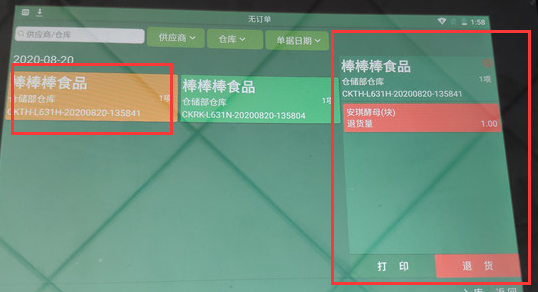 无订单
1:58
供应商/仓库
供应商
仓库
单据日期
2020-08-20
棒棒棒食品
仓储部仓库
1项
CKTH-L631H-20200820-135841
棒棒棒食品
仓储部仓库
1项
CKRK-L631N-20200820-135804
棒棒棒食品
仓储部仓库
1项
CKTH-L631H-20200820-135841
安琪酵母(块)
退货量
1.00
打印
退货
返回